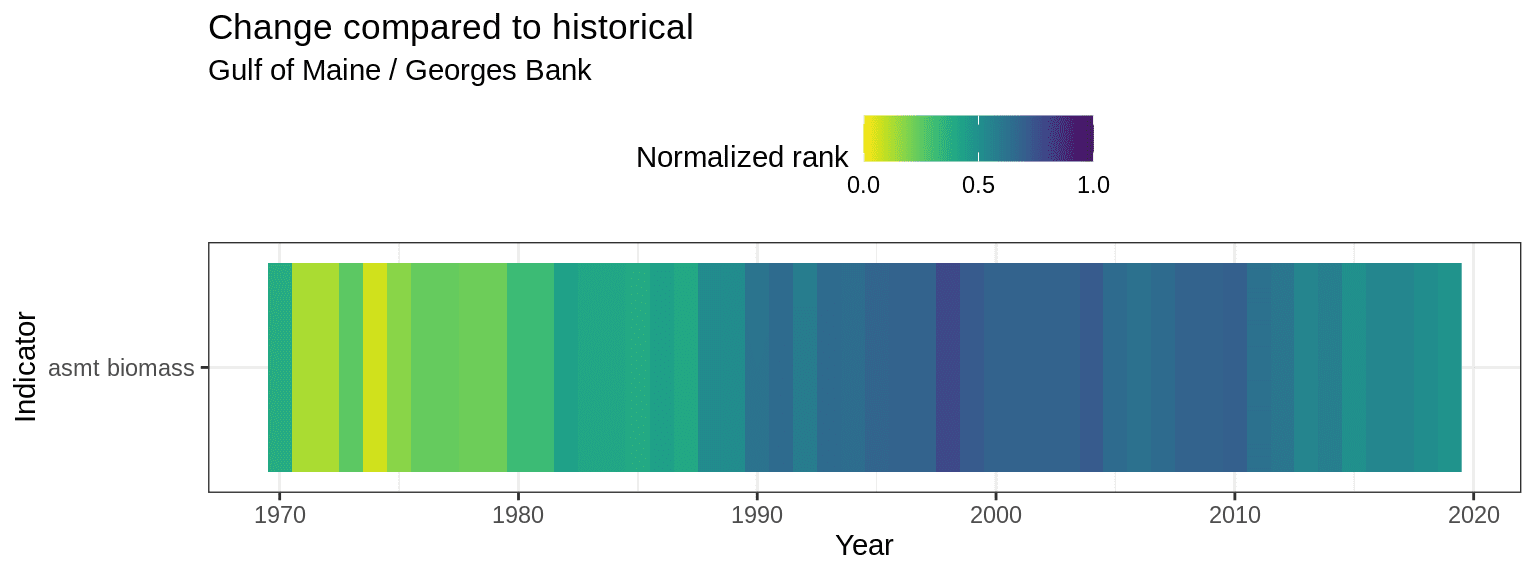 Change compared to historical
Gulf of Maine / Georges Bank
Normalized rank
0.0 0.5 1.0
Indicator
asmt biomass
1970 1980 1990 2000 2010 2020
Year